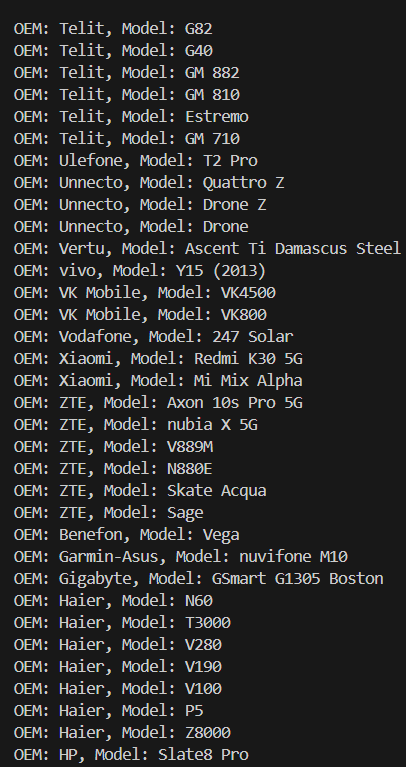 OEM: Telit, Model: G82
OEM: Telit, Model: G40
OEM: Telit, Model: GM 882
OEM: Telit, Model: GM 810
OEM: Telit, Model: Estremo
OEM: Telit, Model: GM 710
OEM: Ulefone, Model: T2 Pro
OEM: Unnecto, Model: Quattro Z
OEM: Unnecto, Model: Drone Z
OEM: Unnecto, Model: Drone
OEM: Vertu, Model: Ascent Ti Damascus Steel
OEM: vivo, Model: Y15 (2013)
OEM: VK Mobile, Model: VK4500
OEM: VK Mobile, Model: VK800
OEM: Vodafone, Model: 247 Solar
OEM: Xiaomi, Model: Redmi K30 5G
OEM: Xiaomi, Model: Mi Mix Alpha
OEM: ZTE, Model: Axon 10s Pro 5G
OEM: ZTE, Model: nubia X 5G
OEM: ZTE, Model: V889M
OEM: ZTE, Model: N880E
OEM: ZTE, Model: Skate Acqua
OEM: ZTE, Model: Sage
OEM: Benefon, Model: Vega
OEM: Garmin-Asus, Model: nuvifone M10
OEM: Gigabyte, Model: GSmart G1305 Boston
OEM: Haier, Model: N60
OEM: Haier, Model: T3000
OEM: Haier, Model: V280
OEM: Haier, Model: V190
OEM: Haier, Model: V100
OEM: Haier, Model: P5
OEM: Haier, Model: Z8000
OEM: HP, Model: Slate8 Pro